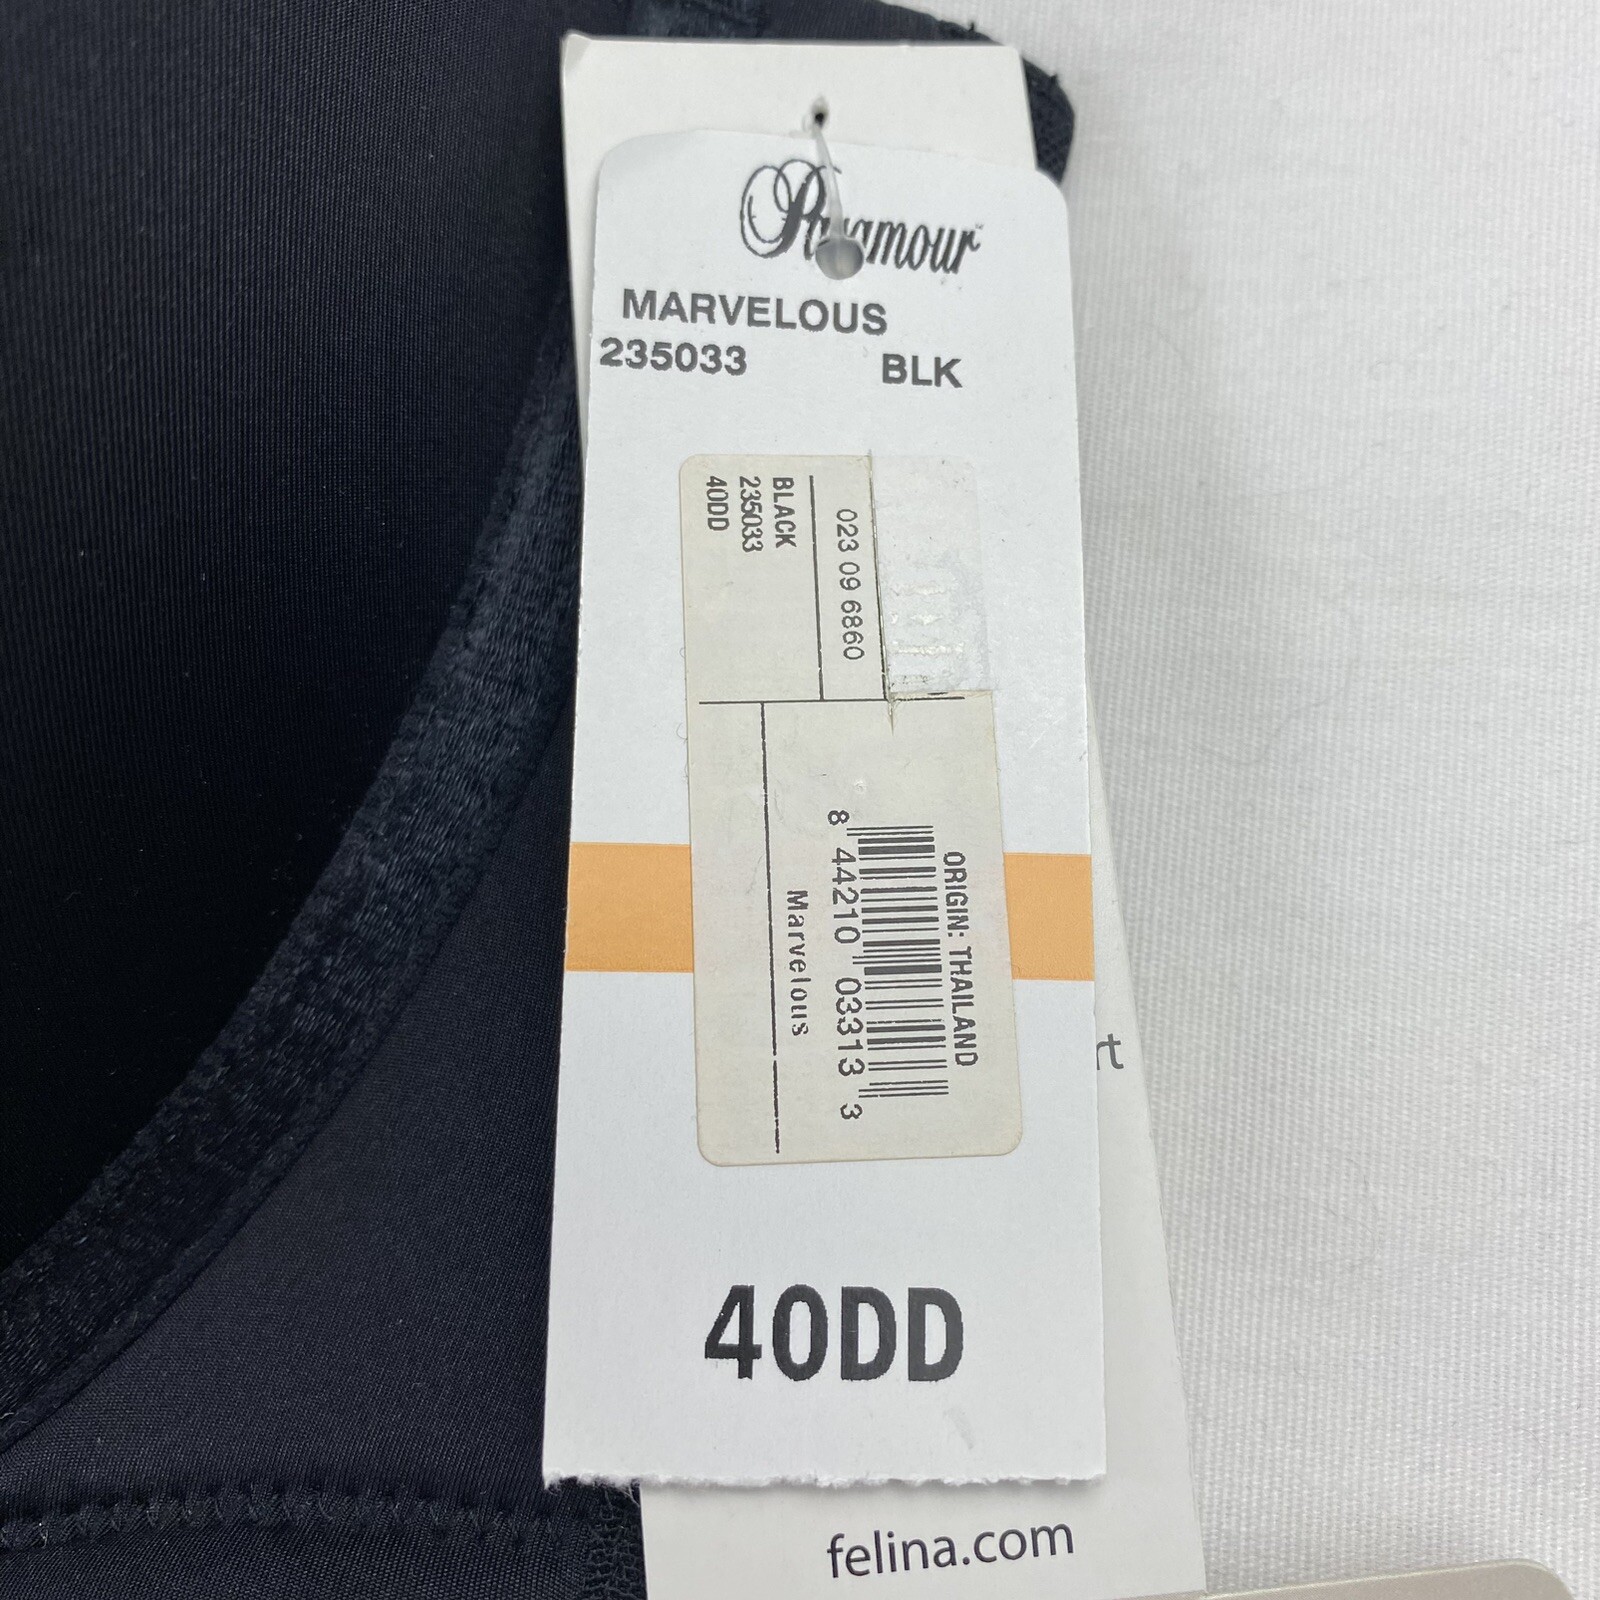 Paramour™
MARVELOUS
235033 BLK
023 09 6860
BLACK
235033
40DD
ORIGIN: THAILAND
8 44210 03313 3
Marvelous
40DD
felina.com
t